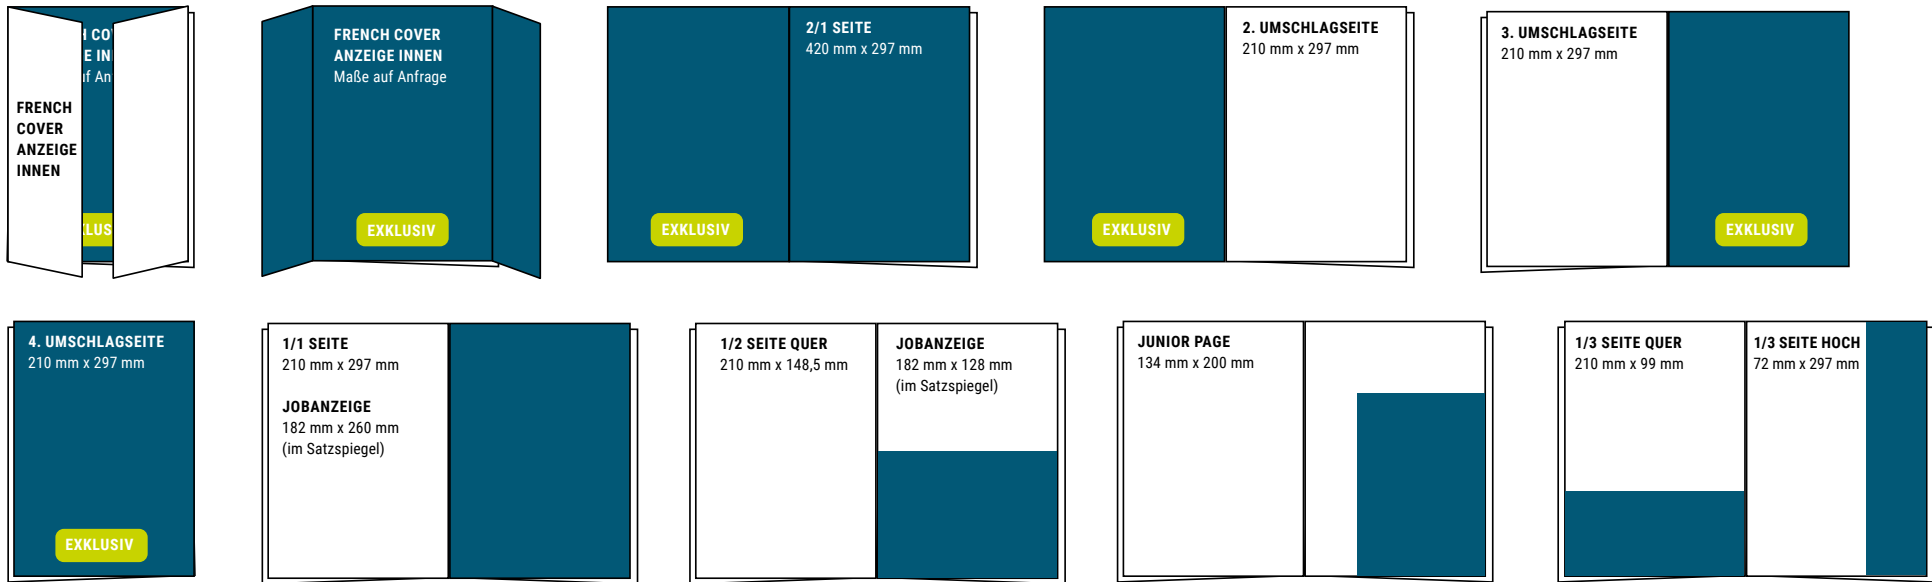 FRENCH
COVER
ANZEIGE
INNEN
FRENCH COVER
ANZEIGE INNEN
Maße auf Anfrage
EXKLUSIV
2/1 SEITE
420 mm x 297 mm
EXKLUSIV
2. UMSCHLAGSEITE
210 mm x 297 mm
EXKLUSIV
3. UMSCHLAGSEITE
210 mm x 297 mm
EXKLUSIV
4. UMSCHLAGSEITE
210 mm x 297 mm
EXKLUSIV
1/1 SEITE
210 mm x 297 mm
JOBANZEIGE
182 mm x 260 mm
(im Satzspiegel)
1/2 SEITE QUER
210 mm x 148,5 mm
JOBANZEIGE
182 mm x 128 mm
(im Satzspiegel)
JUNIOR PAGE
134 mm x 200 mm
1/3 SEITE QUER
210 mm x 99 mm
1/3 SEITE HOCH
72 mm x 297 mm